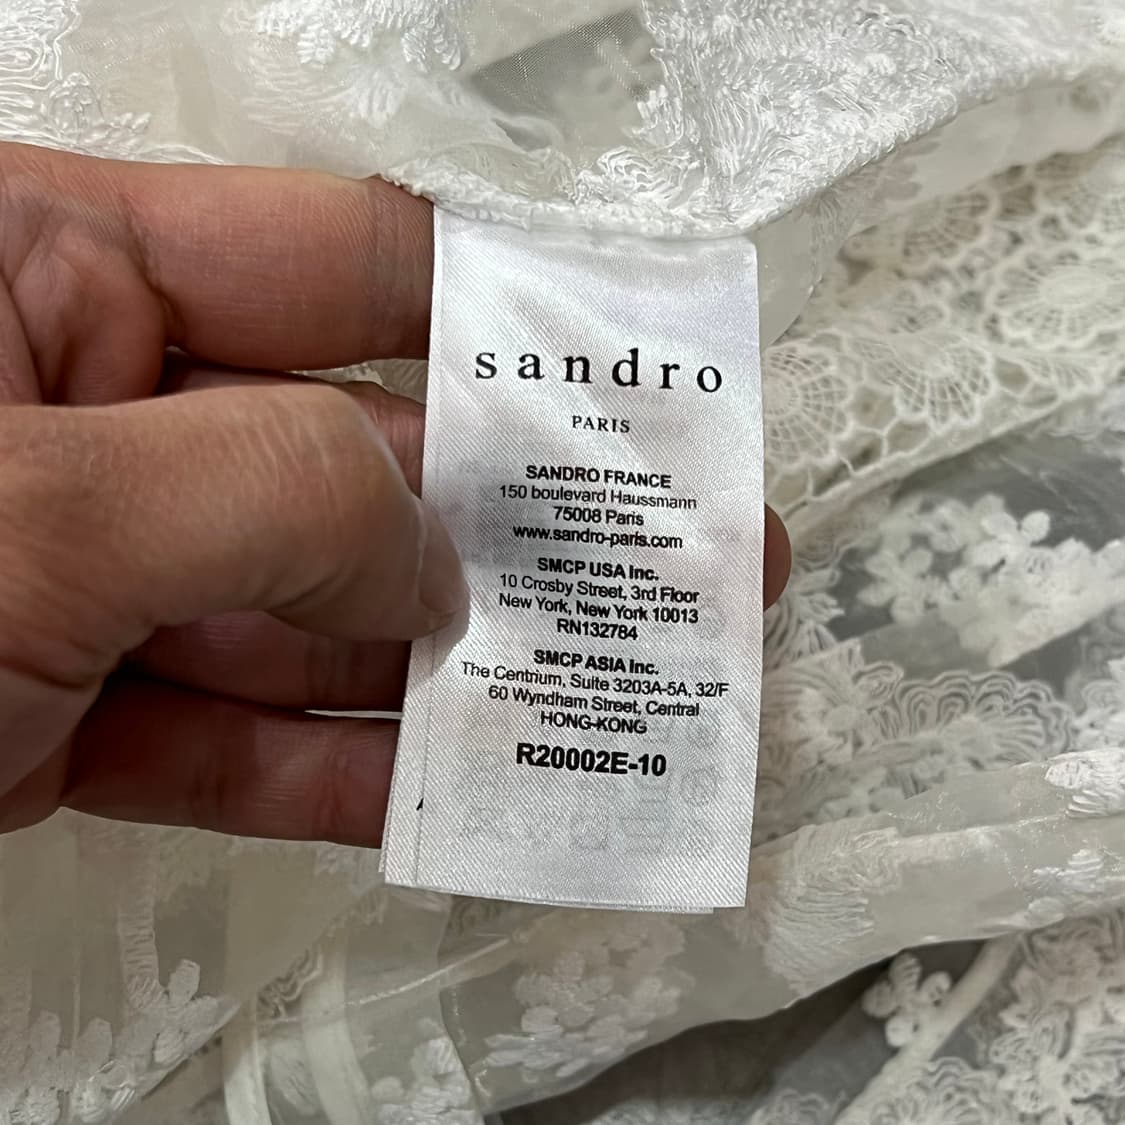 sandro
PARIS
SANDRO FRANCE
150 boulevard Haussmann
75008 Paris
www.sandro-paris.com
SMCP USA Inc.
10 Crosby Street, 3rd Floor
New York, New York 10013
RN132784
SMCP ASIA Inc.
The Centrium, Suite 3203A-5A, 32/F
60 Wyndham Street, Central
HONG-KONG
R20002E-10